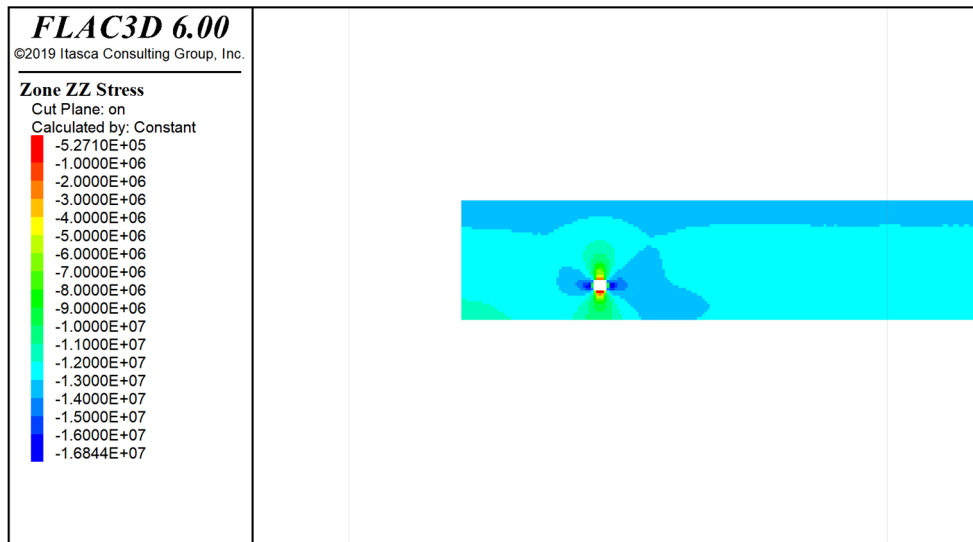 FLAC3D 6.00
©2019 Itasca Consulting Group, Inc.
Zone ZZ Stress
Cut Plane: on
Calculated by: Constant
-5.2710E+05
-1.0000E+06
-2.0000E+06
-3.0000E+06
-4.0000E+06
-5.0000E+06
-6.0000E+06
-7.0000E+06
-8.0000E+06
-9.0000E+06
-1.0000E+07
-1.1000E+07
-1.2000E+07
-1.3000E+07
-1.4000E+07
-1.5000E+07
-1.6000E+07
-1.6844E+07